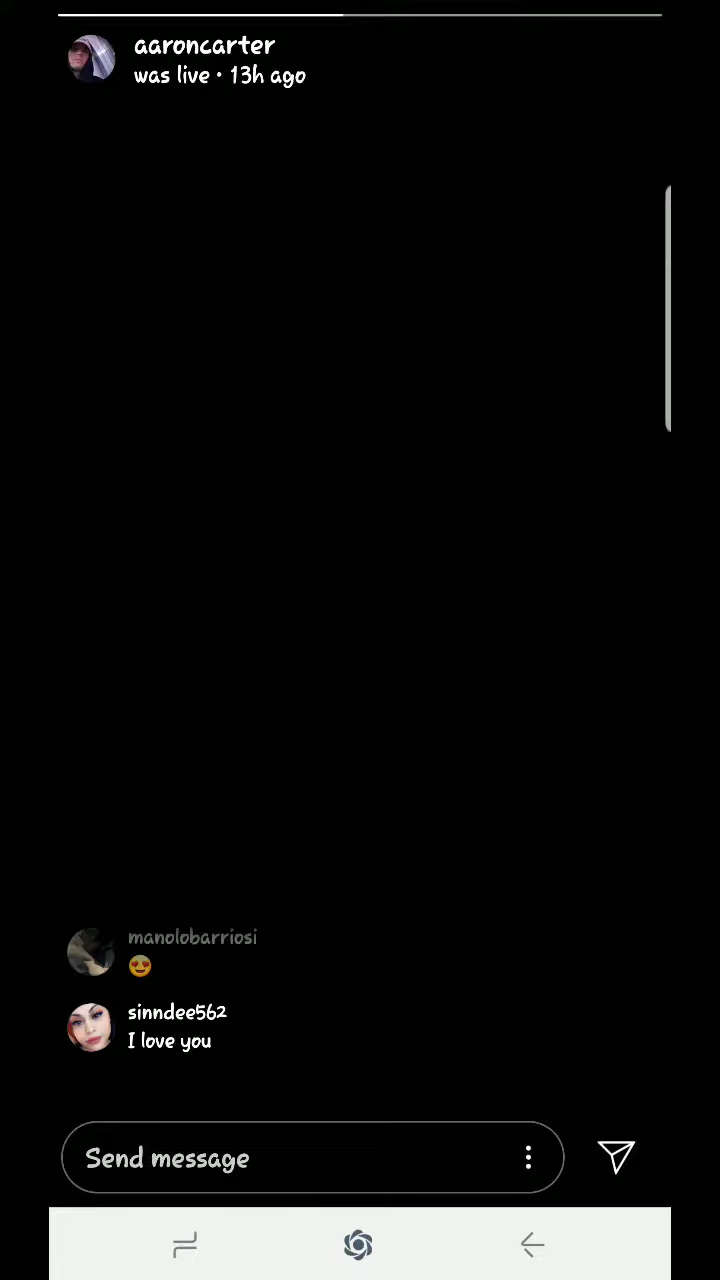 aaroncarter
was live • 13h ago
manolobarriosi
😍
sinndee562
I love you
Send message